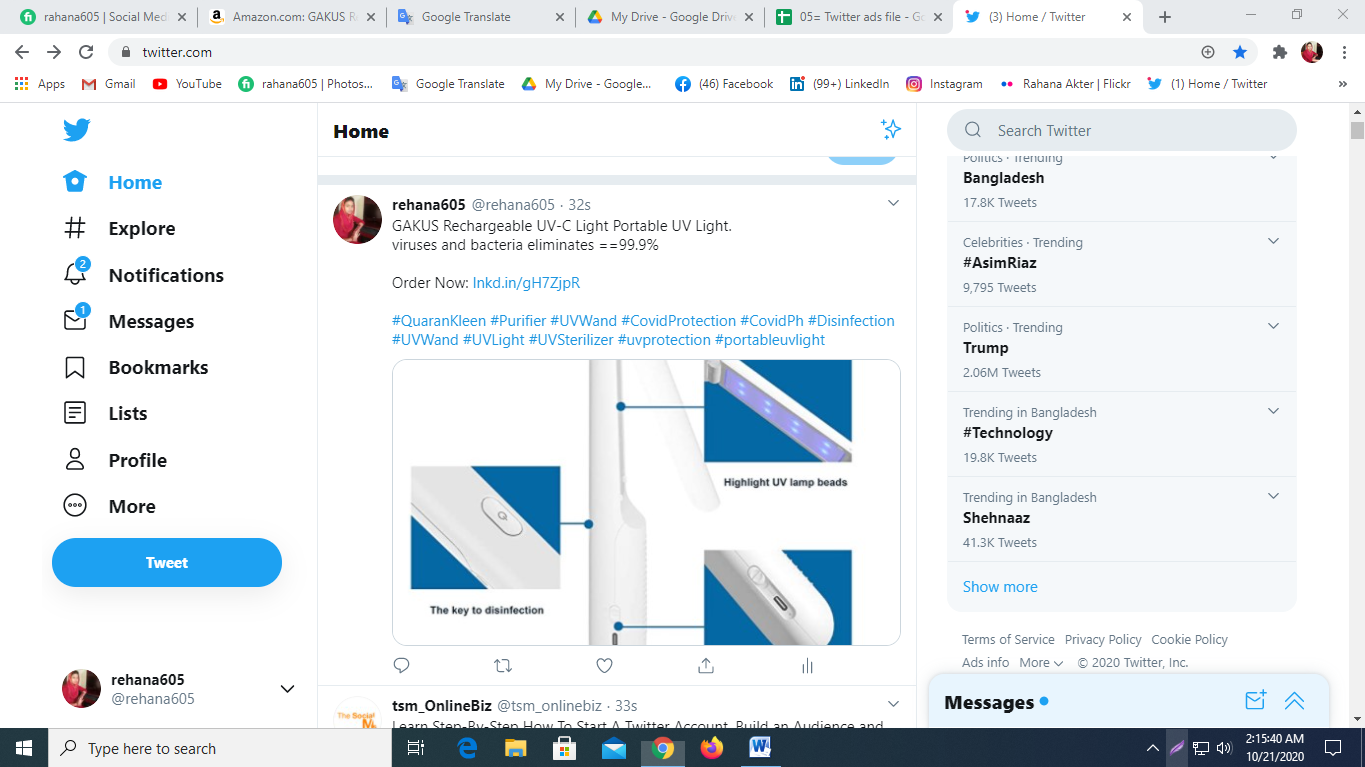 rahana605 | Social Medi
Amazon.com: GAKUS R
Google Translate
My Drive - Google Drive
05= Twitter ads file - Go
(3) Home / Twitter
twitter.com
Apps
Gmail
YouTube
rahana605 | Photos...
Google Translate
My Drive - Google...
(46) Facebook
(99+) LinkedIn
Instagram
Rahana Akter | Flickr
(1) Home / Twitter
»
Home
Explore
2
Notifications
1
Messages
Bookmarks
Lists
Profile
More
Tweet
rehana605
@rehana605
Home
rehana605 @rehana605 · 32s
GAKUS Rechargeable UV-C Light Portable UV Light.
viruses and bacteria eliminates ==99.9%
Order Now: lnkd.in/gH7ZjpR
#QuaranKleen #Purifier #UVWand #CovidProtection #CovidPh #Disinfection
#UVWand #UVLight #UVSterilizer #uvprotection #portableuvlight
Highlight UV lamp beads
The key to disinfection
tsm_OnlineBiz @tsm_onlinebiz · 33s
The Social
Learn Step-By-Step How To Start A Twitter Account, Build an Audience and
Search Twitter
Politics · Trending
Bangladesh
17.8K Tweets
Celebrities · Trending
#AsimRiaz
9,795 Tweets
Politics · Trending
Trump
2.06M Tweets
Trending in Bangladesh
#Technology
19.8K Tweets
Trending in Bangladesh
Shehnaaz
41.3K Tweets
Show more
Terms of Service Privacy Policy Cookie Policy
Ads info More © 2020 Twitter, Inc.
Messages
Type here to search
2:15:40 AM
10/21/2020